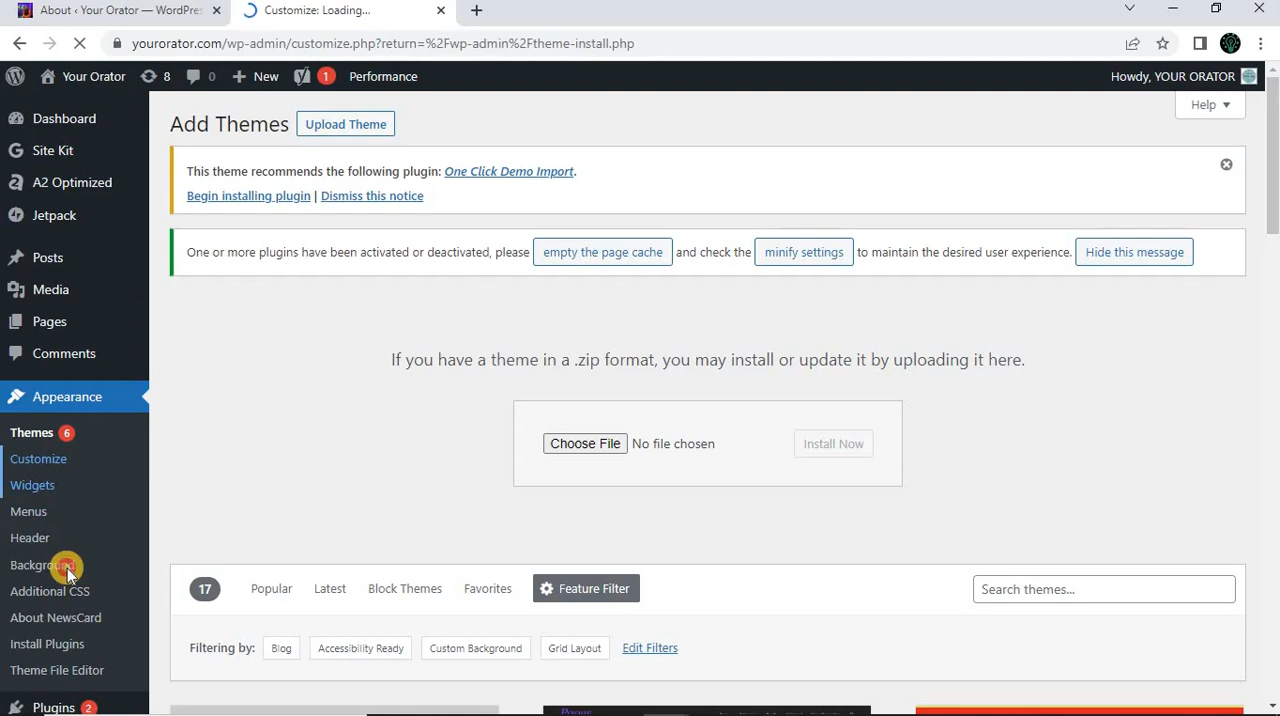 About ‹ Your Orator — WordPres
Customize: Loading...
yourorator.com/wp-admin/customize.php?return=%2Fwp-admin%2Ftheme-install.php
Your Orator 8 0 New 1 Performance Howdy, YOUR ORATOR
Dashboard
Site Kit
A2 Optimized
Jetpack
Posts
Media
Pages
Comments
Appearance
Themes 6
Customize
Widgets
Menus
Header
Background
Additional CSS
About NewsCard
Install Plugins
Theme File Editor
Plugins 2
Help
Add Themes Upload Theme
This theme recommends the following plugin: One Click Demo Import.
Begin installing plugin | Dismiss this notice
One or more plugins have been activated or deactivated, please empty the page cache and check the minify settings to maintain the desired user experience. Hide this message
If you have a theme in a .zip format, you may install or update it by uploading it here.
Choose File No file chosen Install Now
17 Popular Latest Block Themes Favorites Feature Filter Search themes...
Filtering by: Blog Accessibility Ready Custom Background Grid Layout Edit Filters